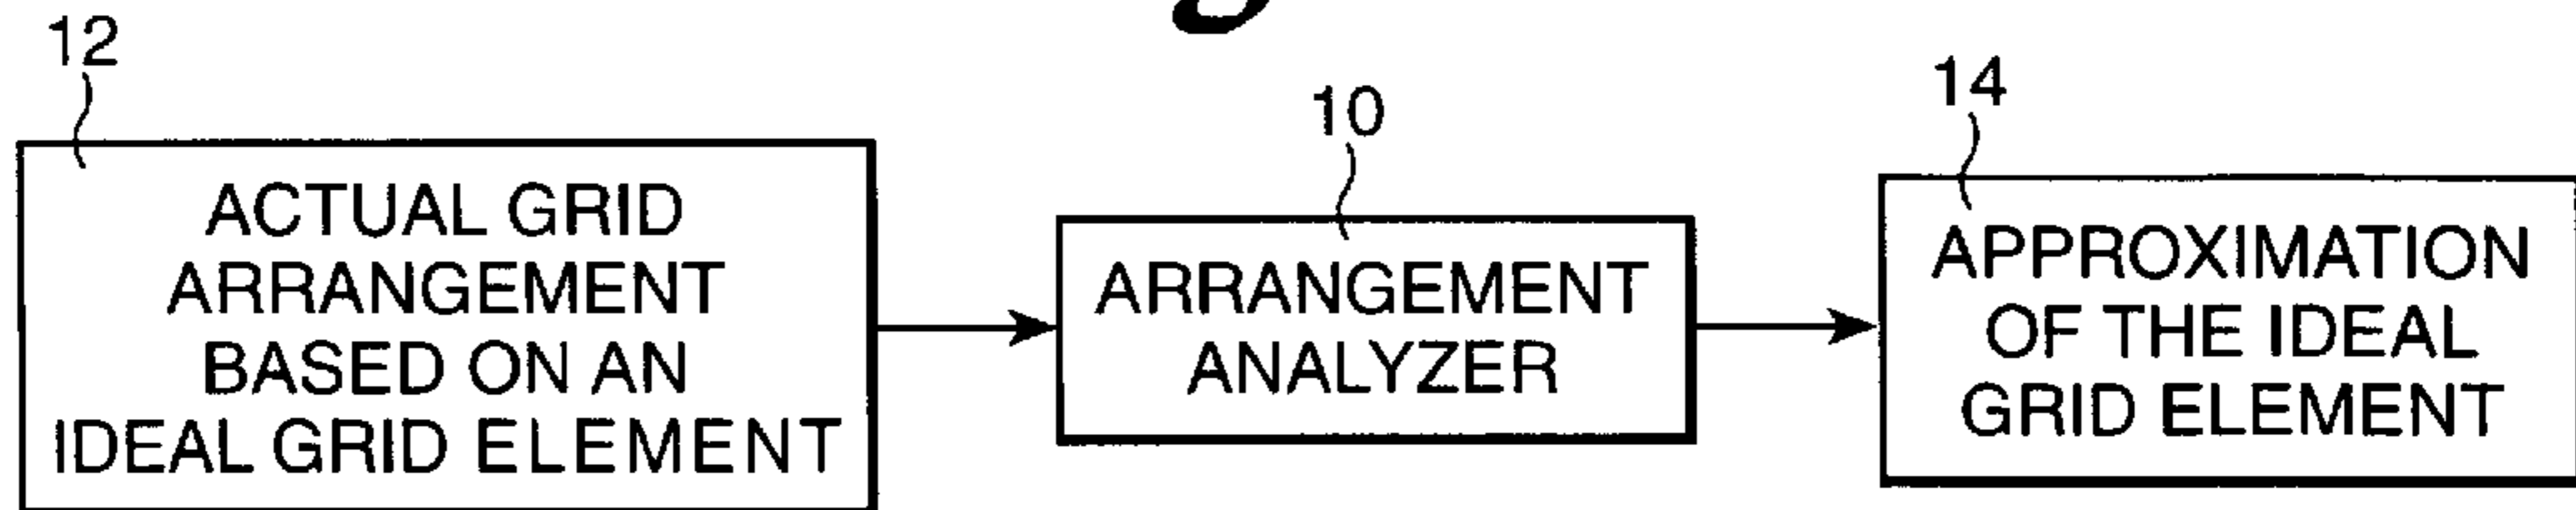 12
ACTUAL GRID
ARRANGEMENT
BASED ON AN
IDEAL GRID ELEMENT
10
ARRANGEMENT
ANALYZER
14
APPROXIMATION
OF THE IDEAL
GRID ELEMENT